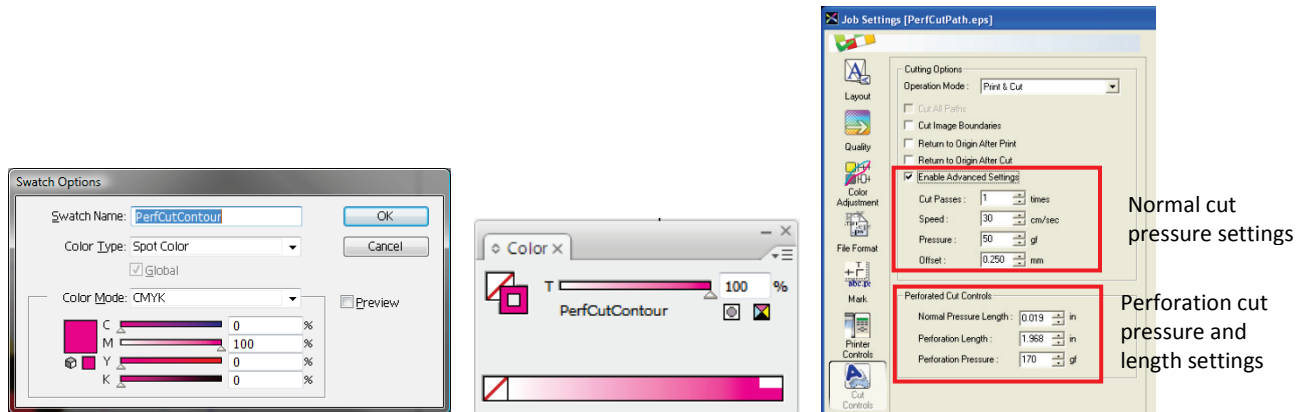 Swatch Options
Swatch Name: PerfCutContour
OK
Color Type: Spot Color
Cancel
Global
Color Mode: CMYK
Preview
C 0 %
M 100 %
Y 0 %
K 0 %
Color
T 100 %
PerfCutContour
Job Settings [PerfCutPath.eps]
Layout
Quality
Color
Adjustment
File Format
Mark
Printer
Controls
Cut
Controls
Cutting Options
Operation Mode : Print & Cut
Cut All Paths
Cut Image Boundaries
Return to Origin After Print
Return to Origin After Cut
Enable Advanced Settings
Cut Passes : 1 times
Speed : 30 cm/sec
Pressure : 50 gf
Offset : 0.250 mm
Perforated Cut Controls
Normal Pressure Length : 0.019 in
Perforation Length : 1.968 in
Perforation Pressure : 170 gf
Normal cut
pressure settings
Perforation cut
pressure and
length settings